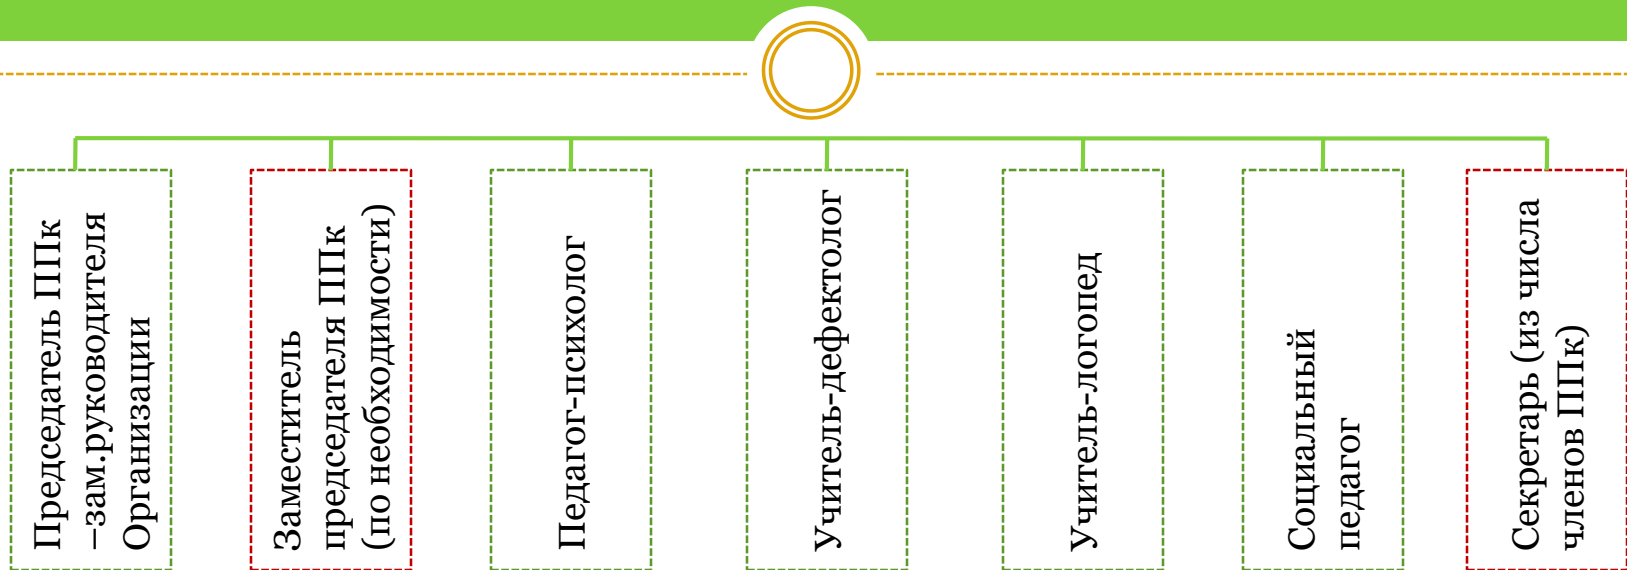 Председатель ППк
–зам.руководителя
Организации
Заместитель
председателя ППк
(по необходимости)
Педагог-психолог
Учитель-дефектолог
Учитель-логопед
Социальный
педагог
Секретарь (из числа
членов ППк)